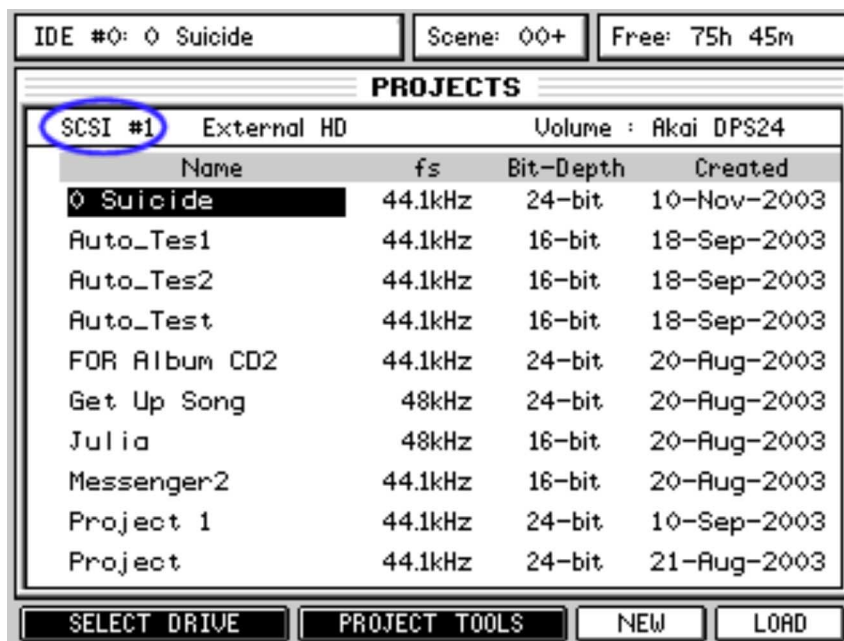 IDE #0: 0 Suicide Scene: 00+ Free: 75h 45m
PROJECTS
SCSI #1 External HD Volume : Akai DPS24
Name fs Bit-Depth Created
0 Suicide 44.1kHz 24-bit 10-Nov-2003
Auto_Tes1 44.1kHz 16-bit 18-Sep-2003
Auto_Tes2 44.1kHz 16-bit 18-Sep-2003
Auto_Test 44.1kHz 16-bit 18-Sep-2003
FOR Album CD2 44.1kHz 24-bit 20-Aug-2003
Get Up Song 48kHz 24-bit 20-Aug-2003
Julia 48kHz 16-bit 20-Aug-2003
Messenger2 44.1kHz 16-bit 20-Aug-2003
Project 1 44.1kHz 24-bit 10-Sep-2003
Project 44.1kHz 24-bit 21-Aug-2003
SELECT DRIVE PROJECT TOOLS NEW LOAD